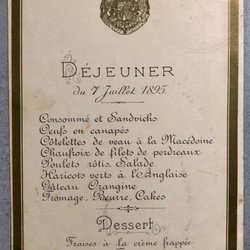 DÉJEUNER
du 7 Juillet 1895.
Consommé et Sandwichs
Oeufs en canapés
Côtelettes de veau à la Macédoine
Chaufroix de filets de perdreaux
Poulets rôtis, Salade
Haricots verts à l'Anglaise
Gâteau Orangine
Fromage, Beurre, Cakes
Dessert
Fraises à la crème frappée